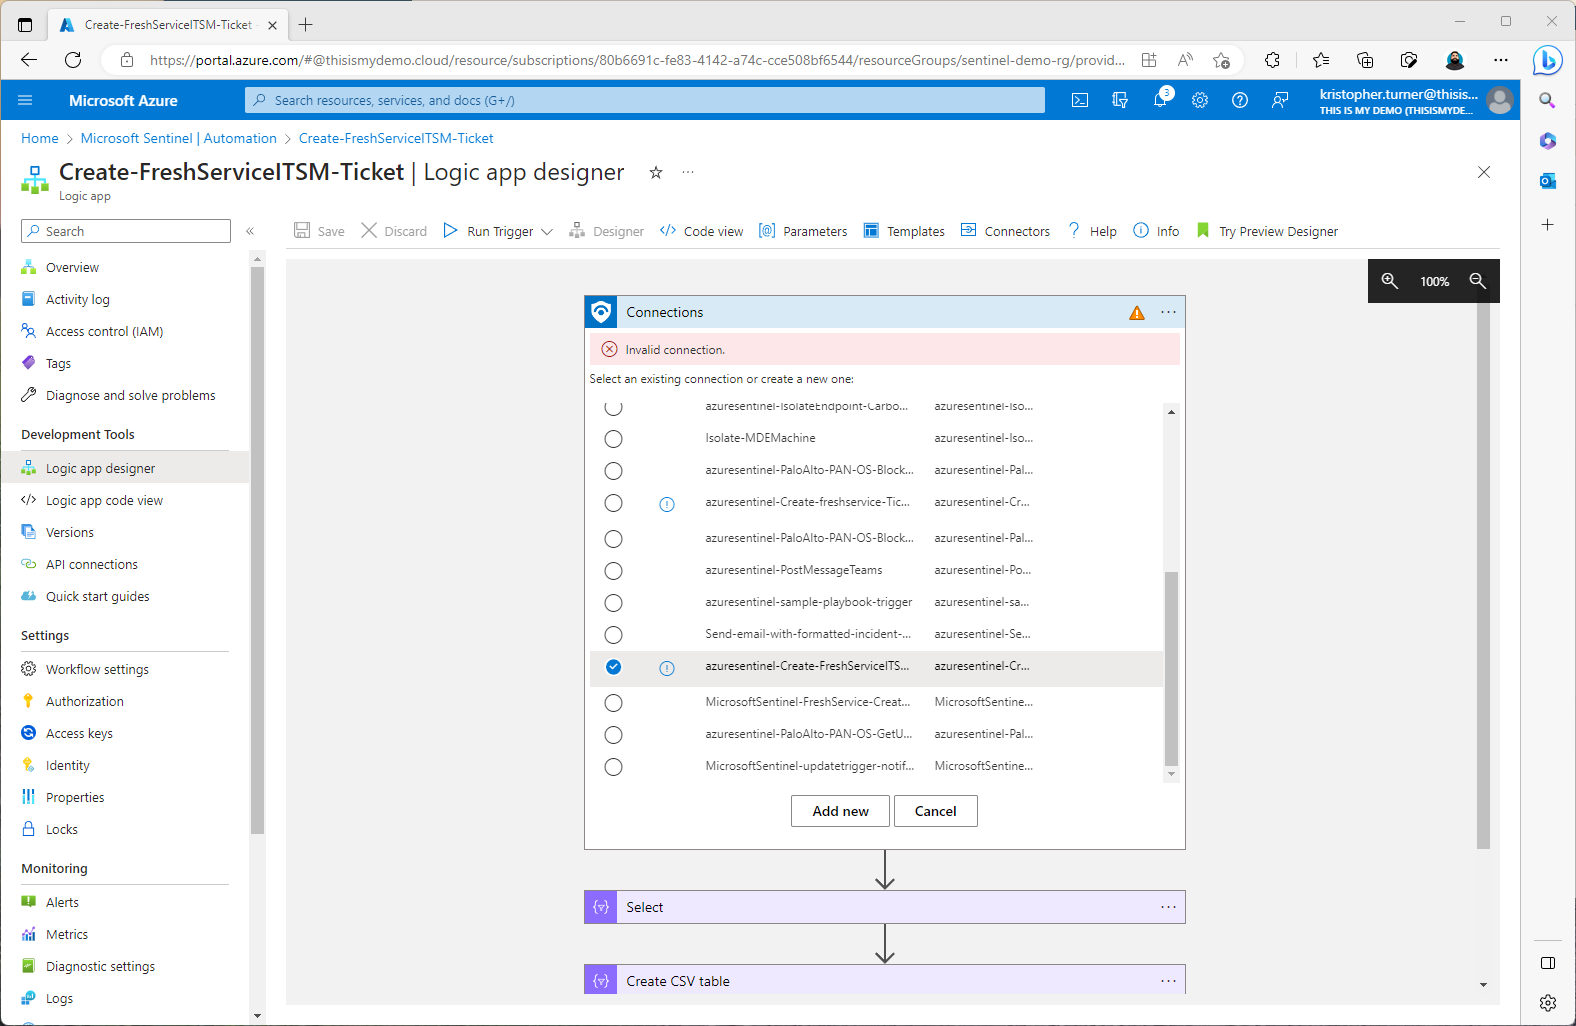 Create-FreshServiceITSM-Ticket
https://portal.azure.com/#@thisismydemo.cloud/resource/subscriptions/80b6691c-fe83-4142-a74c-cce508bf6544/resourceGroups/sentinel-demo-rg/provid...
Microsoft Azure
Search resources, services, and docs (G+/)
3
kristopher.turner@thisis...
THIS IS MY DEMO (THISISMYDE...
Home > Microsoft Sentinel | Automation > Create-FreshServiceITSM-Ticket
Create-FreshServiceITSM-Ticket | Logic app designer
Logic app
Search
Save Discard Run Trigger Designer Code view Parameters Templates Connectors Help Info Try Preview Designer
100%
Overview
Activity log
Access control (IAM)
Tags
Diagnose and solve problems
Development Tools
Logic app designer
Logic app code view
Versions
API connections
Quick start guides
Settings
Workflow settings
Authorization
Access keys
Identity
Properties
Locks
Monitoring
Alerts
Metrics
Diagnostic settings
Logs
Connections
Invalid connection.
Select an existing connection or create a new one:
azuresentinel-IsolateEndpoint-Carbo... azuresentinel-Iso...
Isolate-MDEMachine azuresentinel-Iso...
azuresentinel-PaloAlto-PAN-OS-Block... azuresentinel-Pal...
azuresentinel-Create-freshservice-Tic... azuresentinel-Cr...
azuresentinel-PaloAlto-PAN-OS-Block... azuresentinel-Pal...
azuresentinel-PostMessageTeams azuresentinel-Po...
azuresentinel-sample-playbook-trigger azuresentinel-sa...
Send-email-with-formatted-incident-... azuresentinel-Se...
azuresentinel-Create-FreshServiceITS... azuresentinel-Cr...
MicrosoftSentinel-FreshService-Creat... MicrosoftSentine...
azuresentinel-PaloAlto-PAN-OS-GetU... azuresentinel-Pal...
MicrosoftSentinel-updatetrigger-notif... MicrosoftSentine...
Add new Cancel
Select
Create CSV table